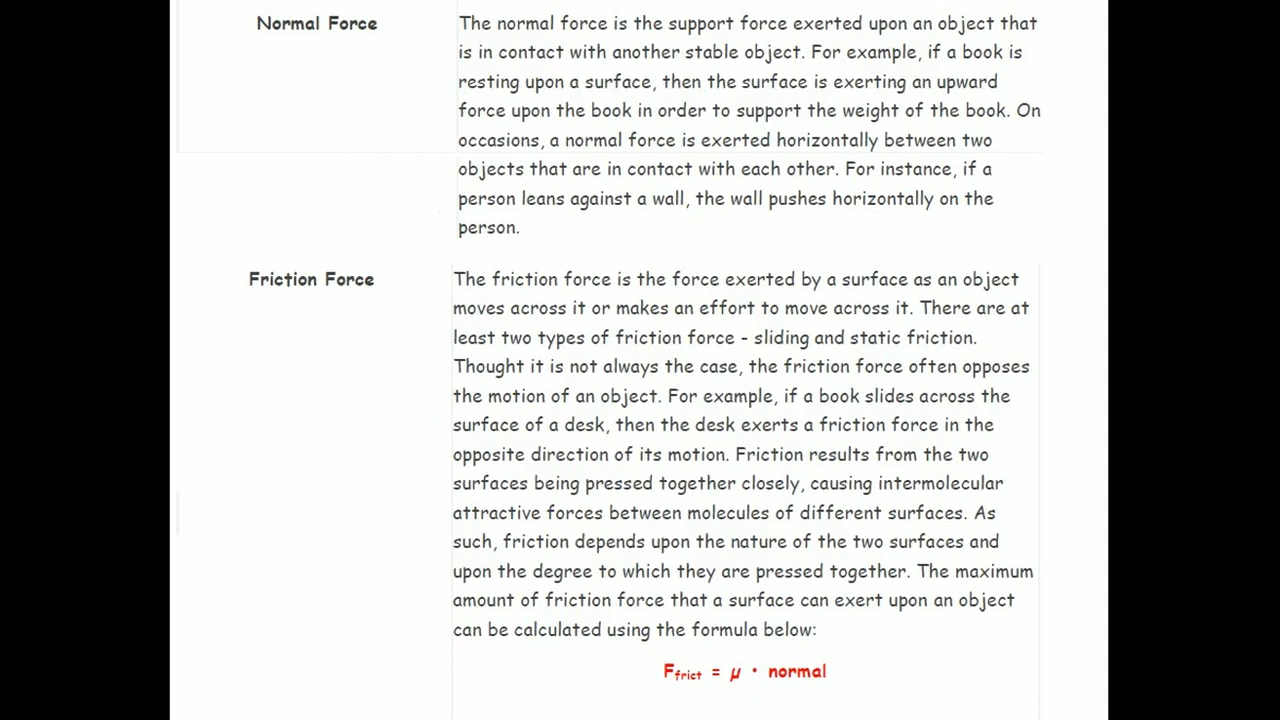 Normal Force
The normal force is the support force exerted upon an object that
is in contact with another stable object. For example, if a book is
resting upon a surface, then the surface is exerting an upward
force upon the book in order to support the weight of the book. On
occasions, a normal force is exerted horizontally between two
objects that are in contact with each other. For instance, if a
person leans against a wall, the wall pushes horizontally on the
person.
Friction Force
The friction force is the force exerted by a surface as an object
moves across it or makes an effort to move across it. There are at
least two types of friction force - sliding and static friction.
Thought it is not always the case, the friction force often opposes
the motion of an object. For example, if a book slides across the
surface of a desk, then the desk exerts a friction force in the
opposite direction of its motion. Friction results from the two
surfaces being pressed together closely, causing intermolecular
attractive forces between molecules of different surfaces. As
such, friction depends upon the nature of the two surfaces and
upon the degree to which they are pressed together. The maximum
amount of friction force that a surface can exert upon an object
can be calculated using the formula below:
Ffrict = µ • normal